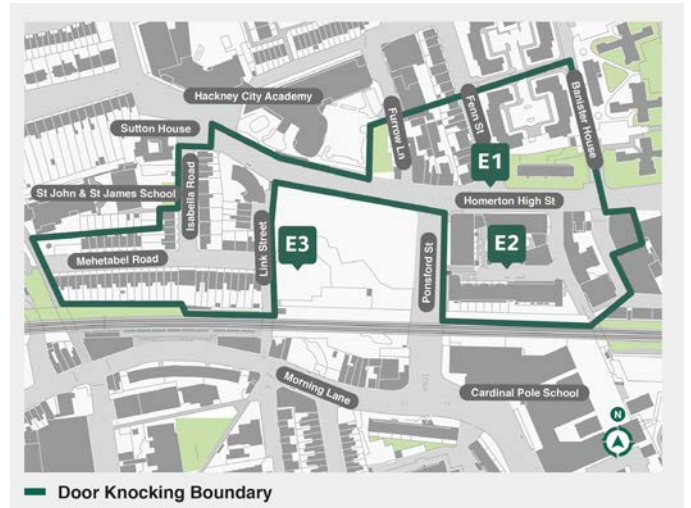 Hackney City Academy
Sutton House
Furrow Ln
Fenn St
Banister House
E1
St John & St James School
Isabella Road
Homerton High St
Mehetabel Road
Link Street
E3
E2
Ponsford St
Morning Lane
Cardinal Pole School
N
Door Knocking Boundary